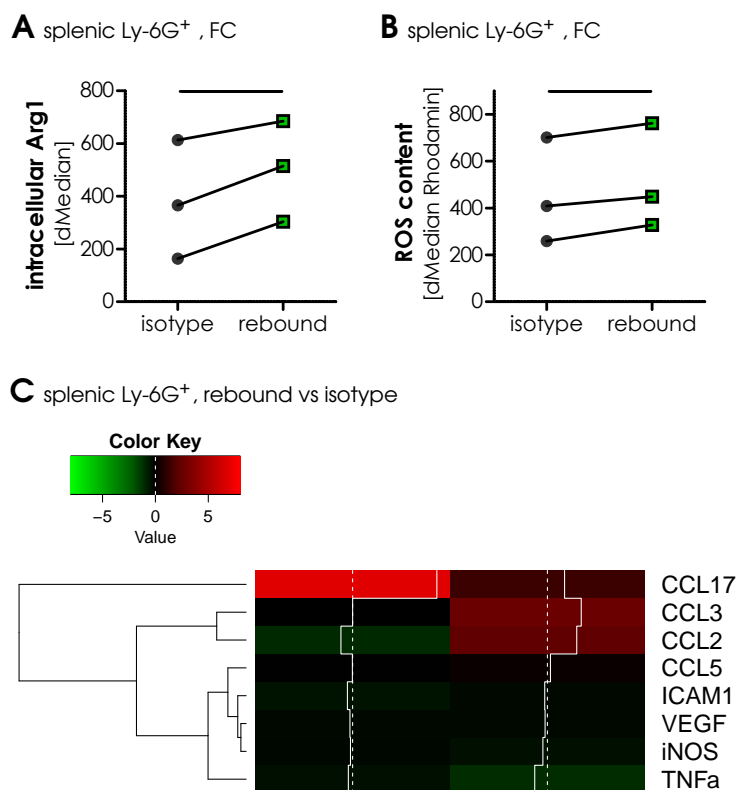 A splenic Ly-6G+ , FC
800
600
400
200
0
intracellular Arg1
[dMedian]
isotype rebound
B splenic Ly-6G+ , FC
800
600
400
200
0
ROS content
[dMedian Rhodamin]
isotype rebound
C splenic Ly-6G+, rebound vs isotype
Color Key
−5 0 5
Value
CCL17
CCL3
CCL2
CCL5
ICAM1
VEGF
iNOS
TNFa